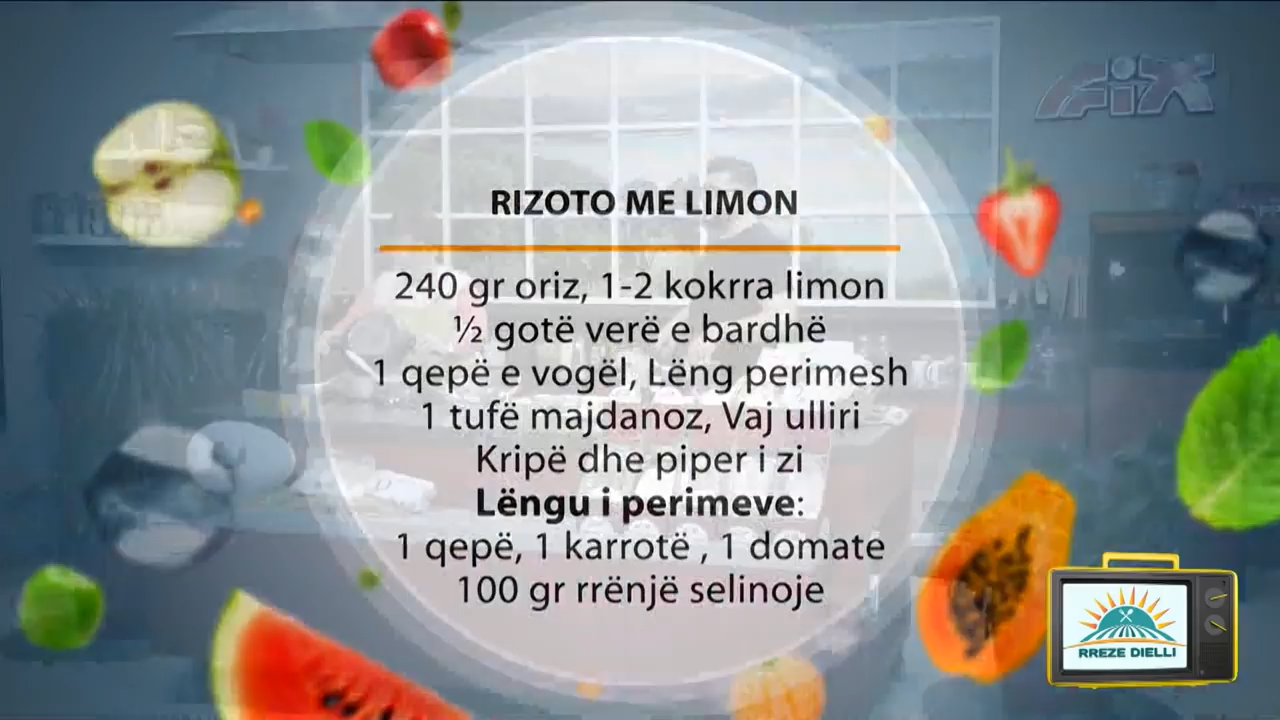 FIX
RIZOTO ME LIMON
240 gr oriz, 1-2 kokrra limon
½ gotë verë e bardhë
1 qepë e vogël, Lëng perimesh
1 tufë majdanoz, Vaj ulliri
Kripë dhe piper i zi
Lëngu i perimeve:
1 qepë, 1 karrotë , 1 domate
100 gr rrënjë selinoje
RREZE DIELLI